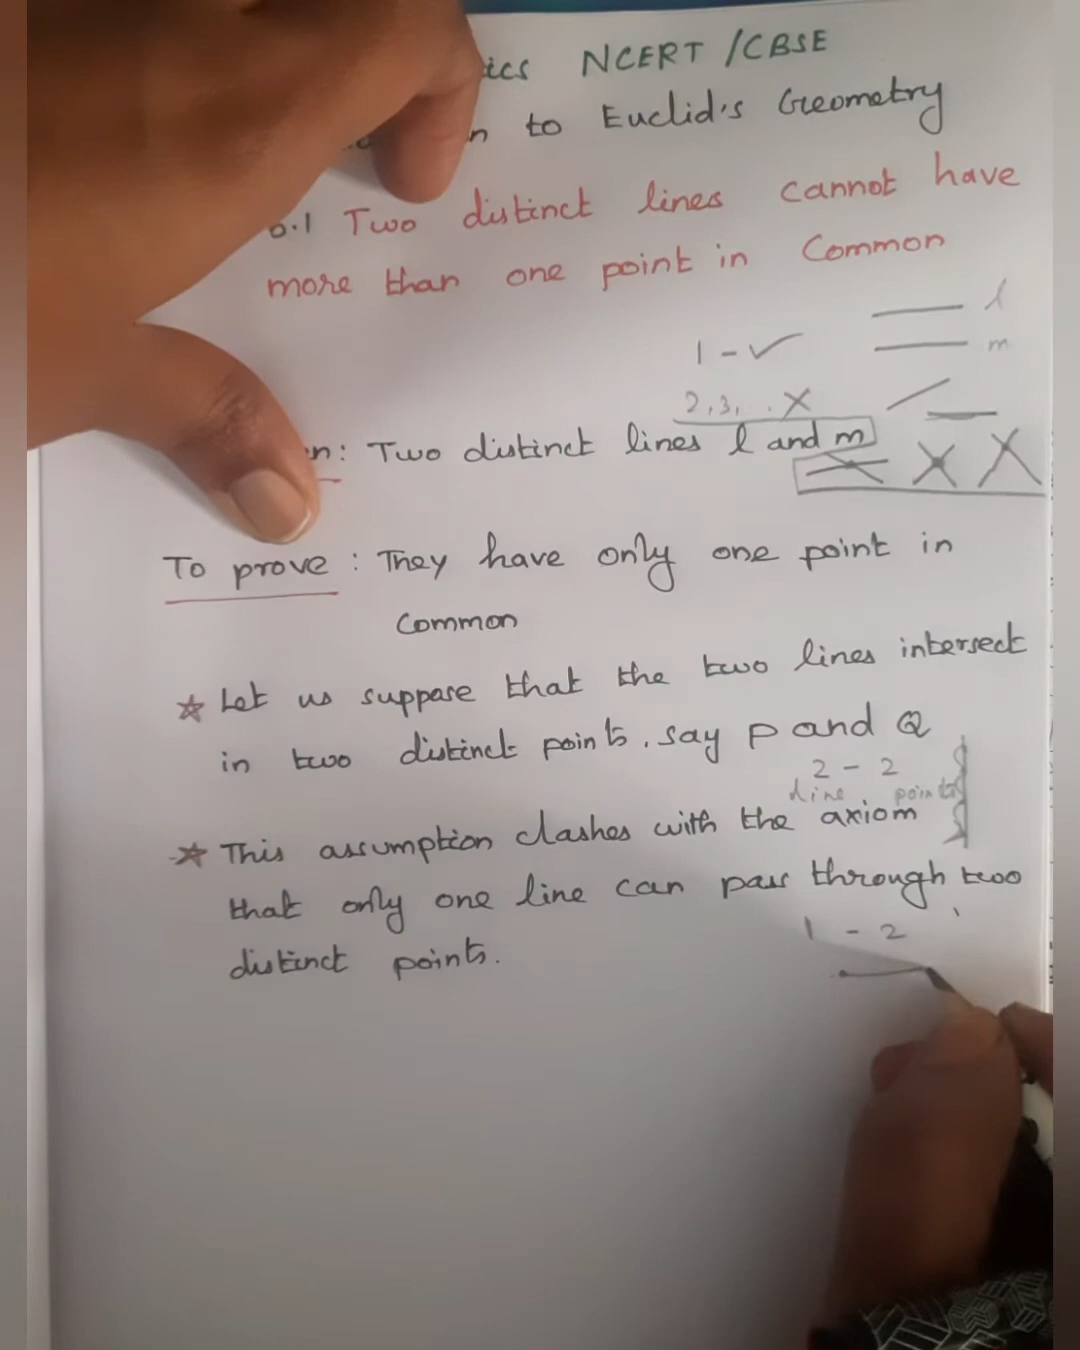 NCERT / CBSE
to Euclid's Geometry
Two distinct lines cannot have
more than one point in Common
l
1 - ✓
m
2,3, . X
Two distinct lines l and m
To prove : They have only one point in
Common
☆ Let us suppose that the two lines intersect
in two distinct points, say P and Q
2 - 2
line points
☆ This assumption clashes with the axiom
that only one line can pass through two
1 - 2
distinct points.